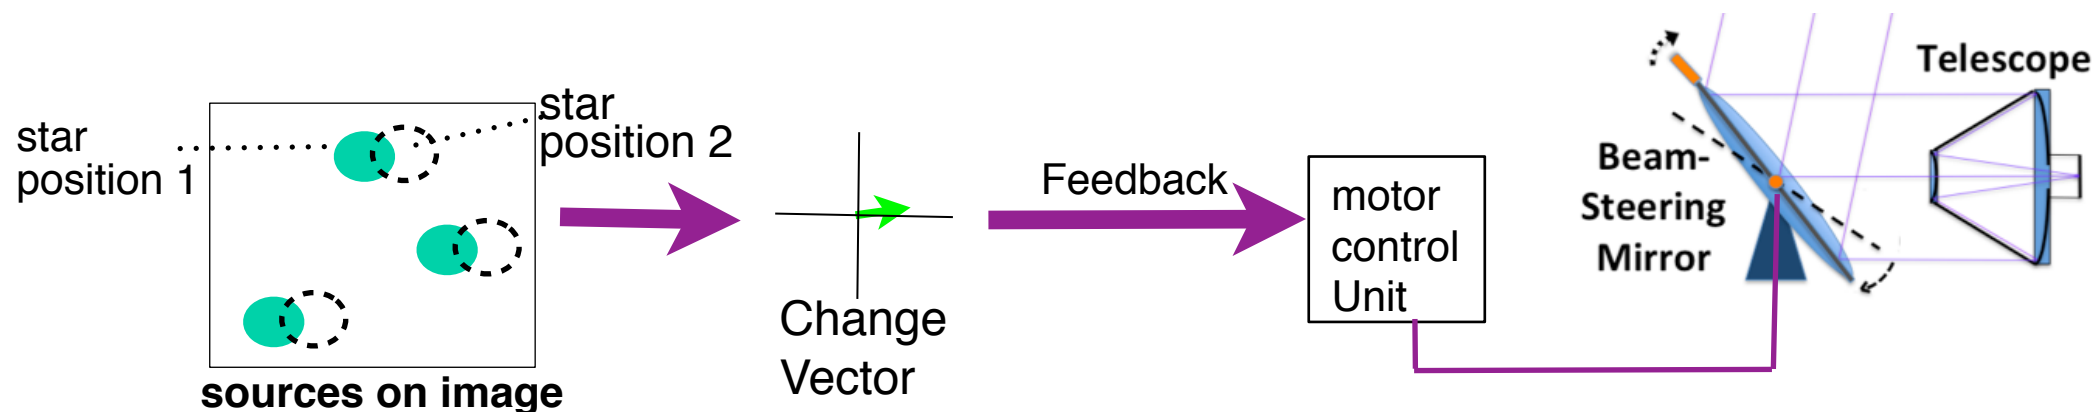 star
position 1
star
position 2
sources on image
Change
Vector
Feedback
motor
control
Unit
Beam-
Steering
Mirror
Telescope